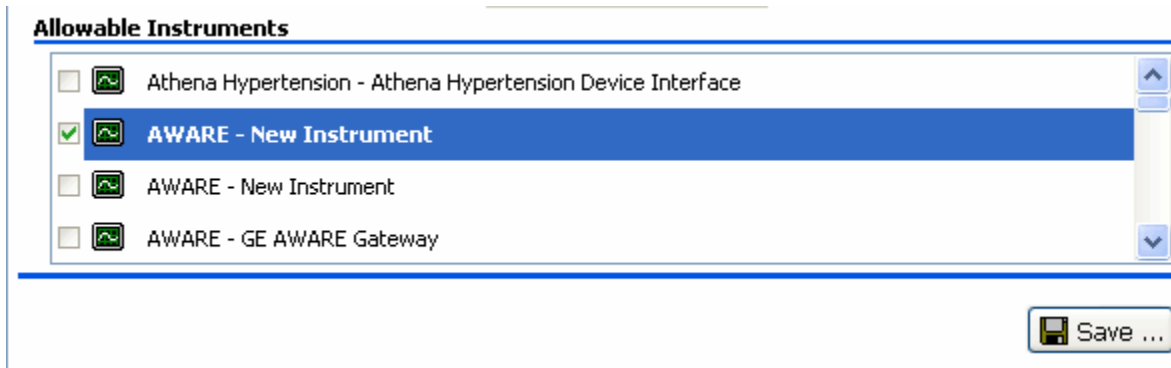 Allowable Instruments
Athena Hypertension - Athena Hypertension Device Interface
AWARE - New Instrument
AWARE - New Instrument
AWARE - GE AWARE Gateway
Save ...